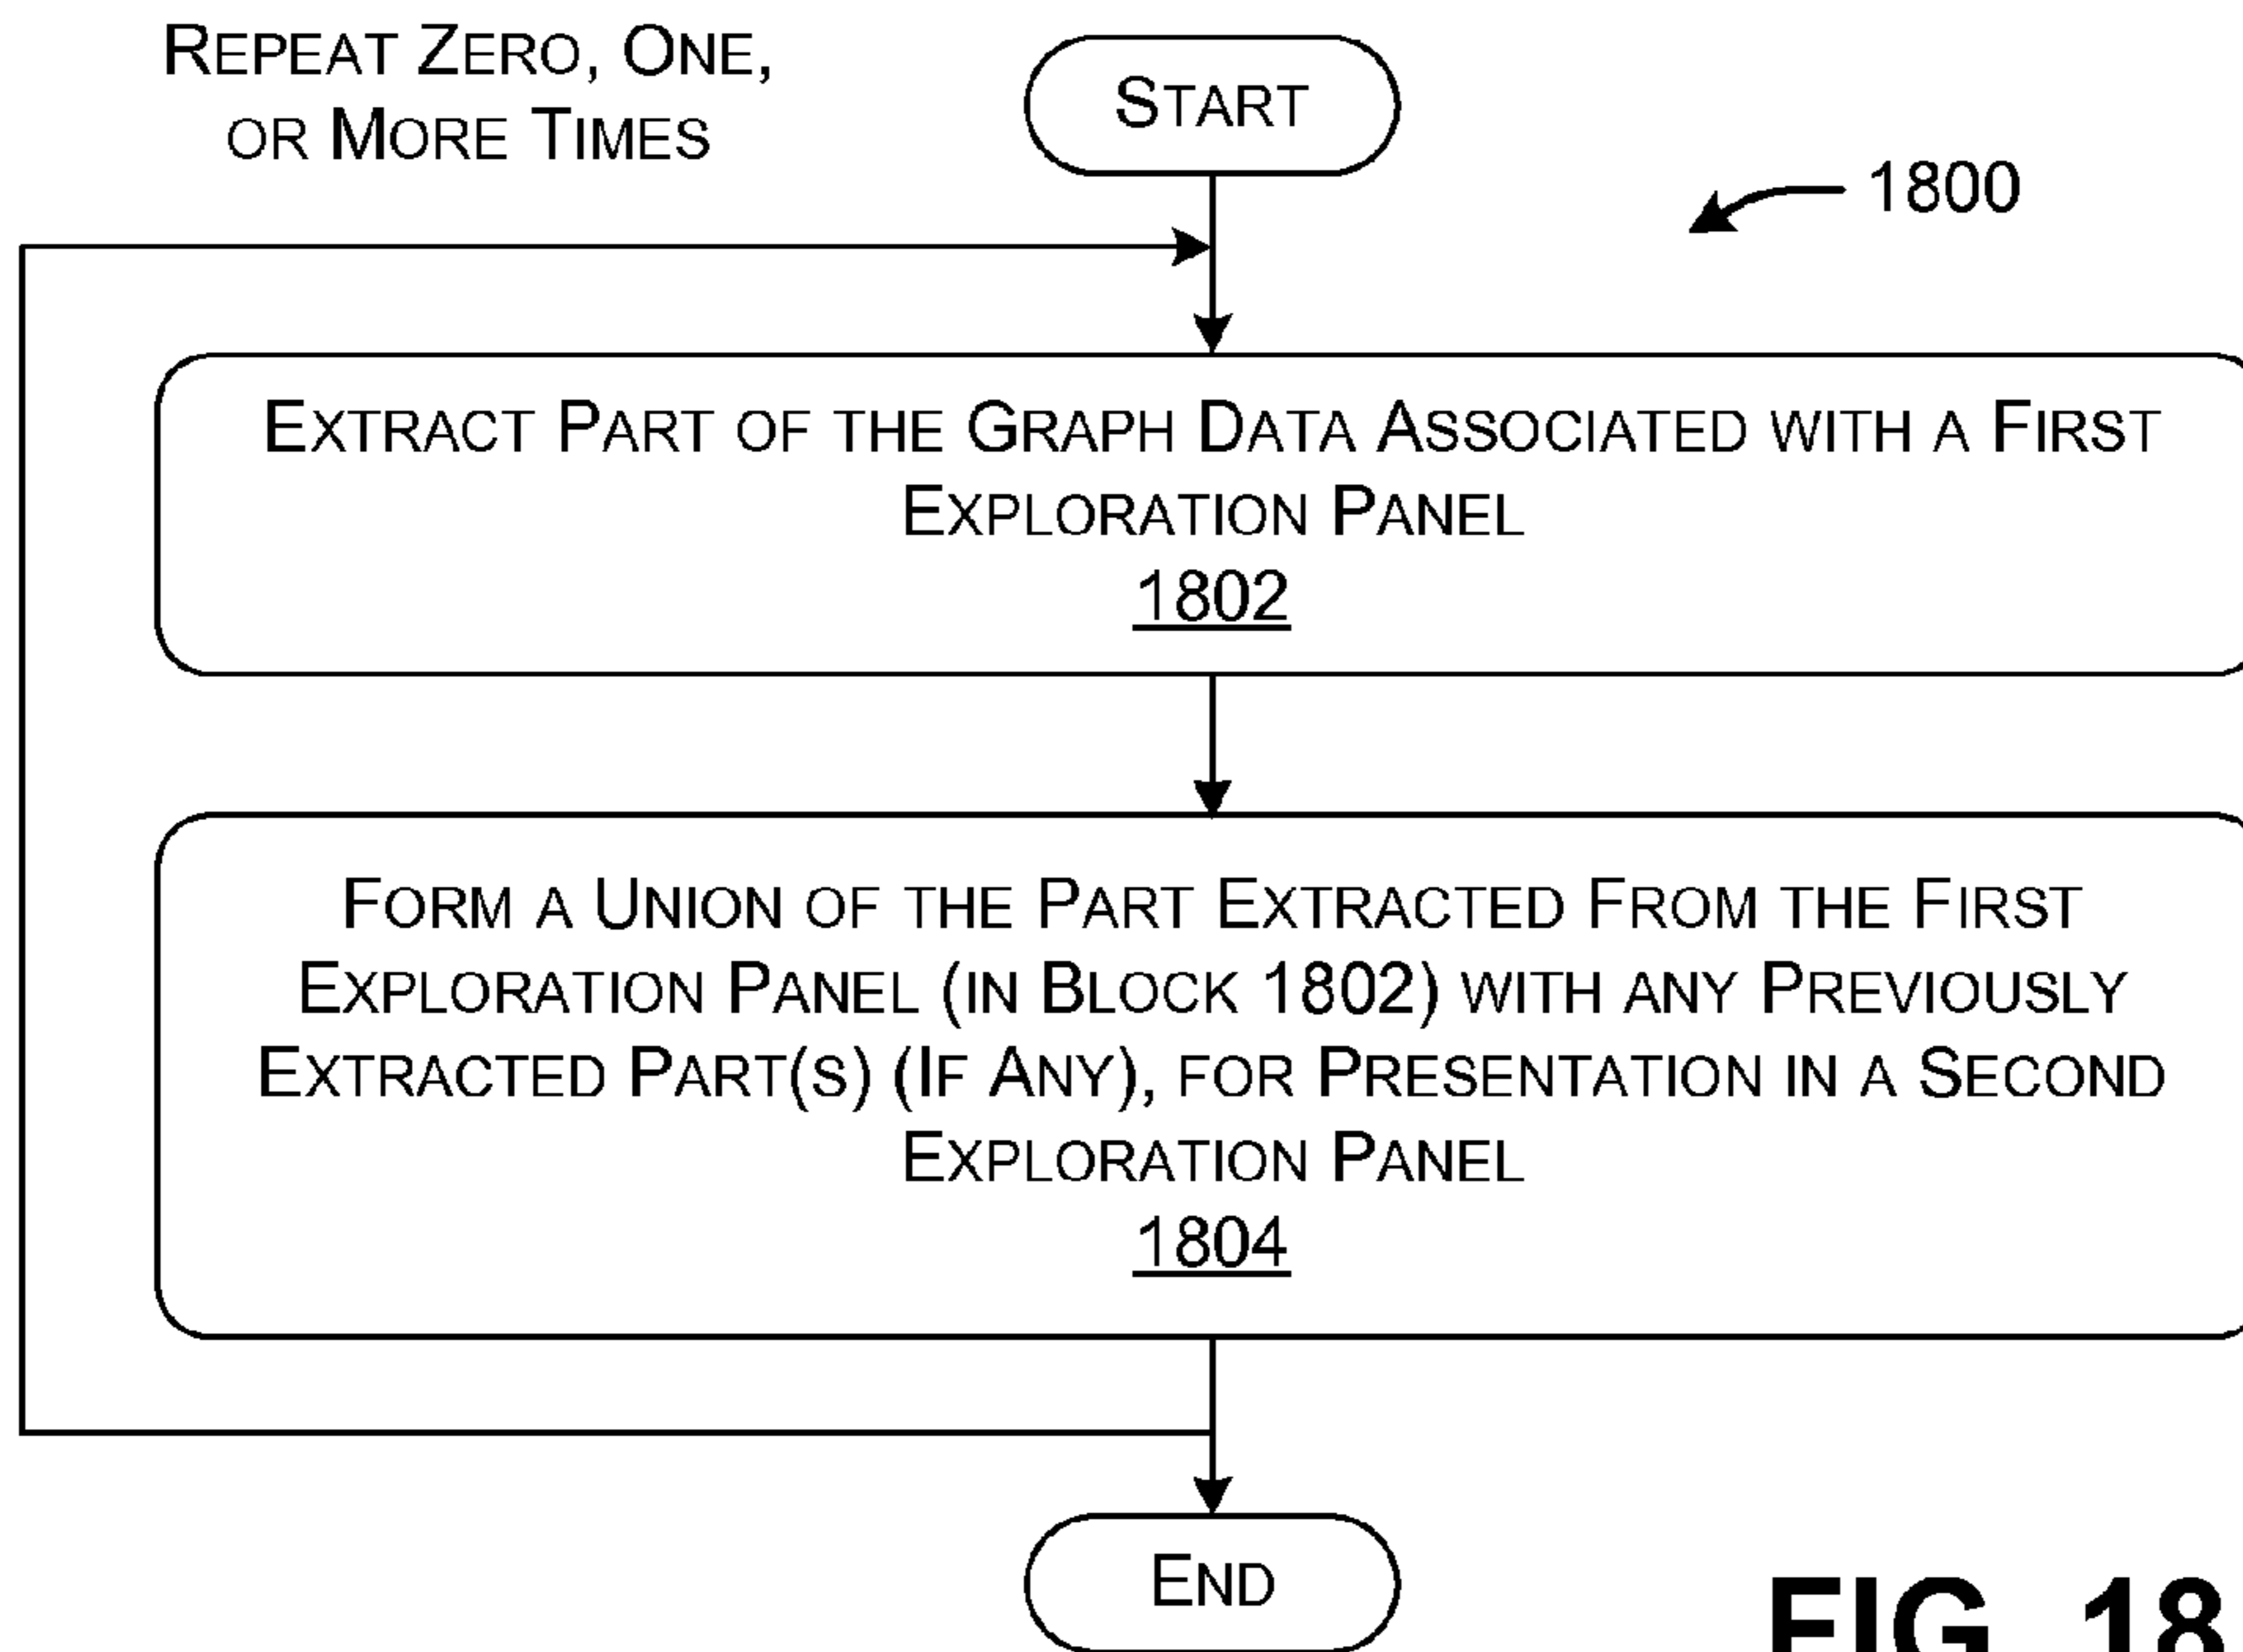 REPEAT ZERO, ONE,
OR MORE TIMES
START
1800
EXTRACT PART OF THE GRAPH DATA ASSOCIATED WITH A FIRST
EXPLORATION PANEL
1802
FORM A UNION OF THE PART EXTRACTED FROM THE FIRST
EXPLORATION PANEL (IN BLOCK 1802) WITH ANY PREVIOUSLY
EXTRACTED PART(S) (IF ANY), FOR PRESENTATION IN A SECOND
EXPLORATION PANEL
1804
END
FIG. 18